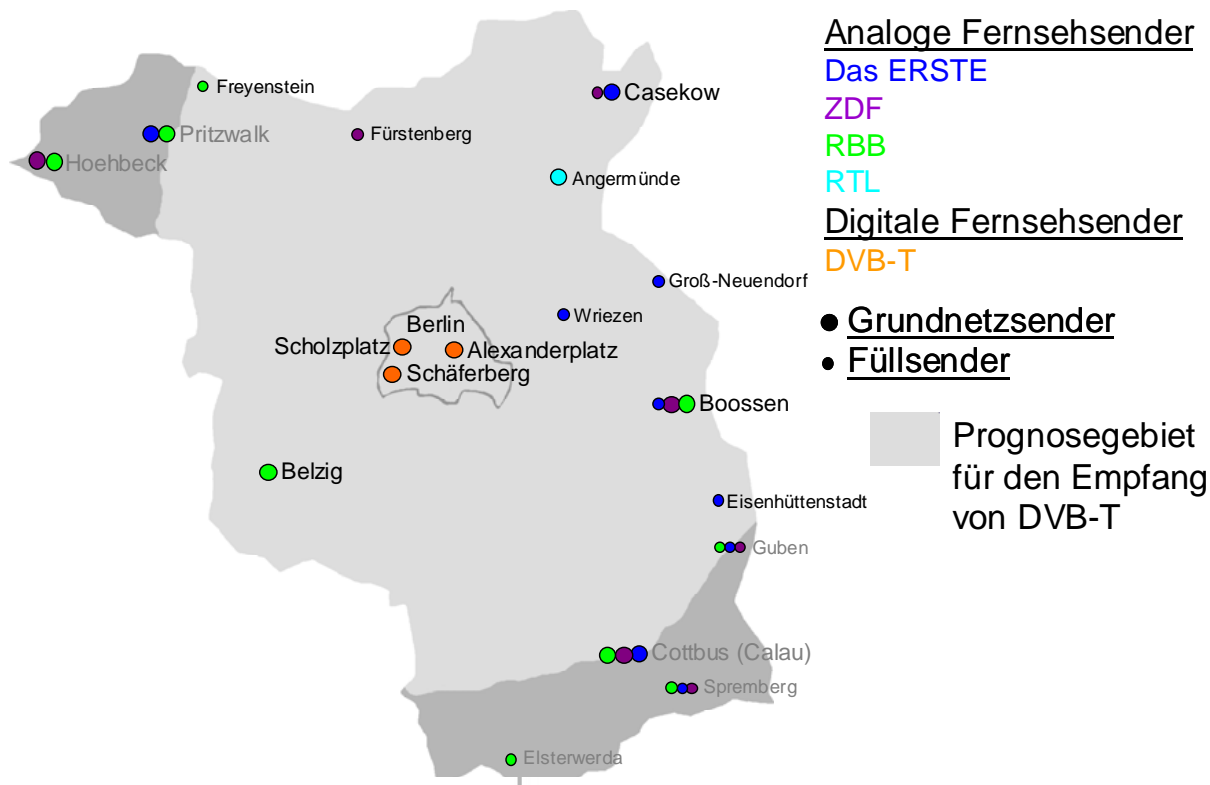 Analoge Fernsehsender
Das ERSTE
ZDF
RBB
RTL
Digitale Fernsehsender
DVB-T
Grundnetzsender
Füllsender
Prognosegebiet
für den Empfang
von DVB-T
Freyenstein
Casekow
Pritzwalk
Fürstenberg
Hoehbeck
Angermünde
Groß-Neuendorf
Wriezen
Berlin
Scholzplatz
Alexanderplatz
Schäferberg
Boossen
Belzig
Eisenhüttenstadt
Guben
Cottbus (Calau)
Spremberg
Elsterwerda